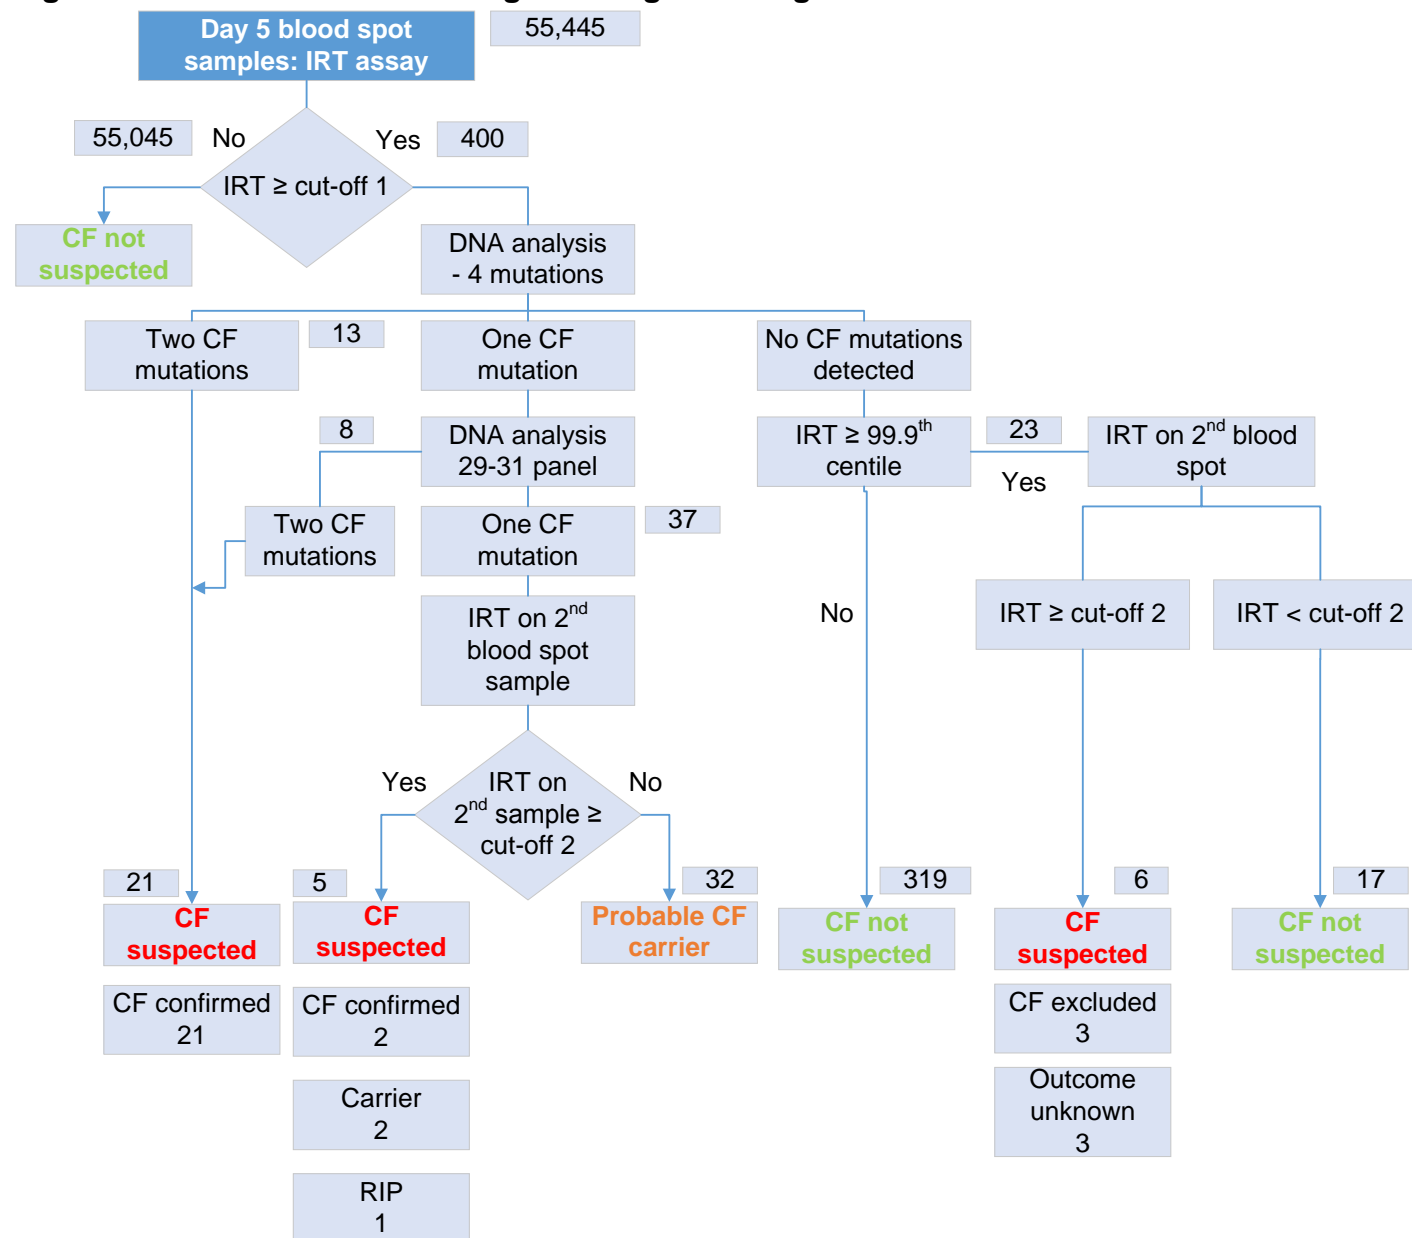 Day 5 blood spot
samples: IRT assay
55,445
55,045
No
Yes
400
IRT ≥ cut-off 1
CF not
suspected
DNA analysis
- 4 mutations
Two CF
mutations
13
One CF
mutation
No CF mutations
detected
8
DNA analysis
29-31 panel
IRT ≥ 99.9th
centile
23
Yes
IRT on 2nd blood
spot
Two CF
mutations
One CF
mutation
37
IRT on 2nd
blood spot
sample
No
IRT ≥ cut-off 2
IRT < cut-off 2
Yes
IRT on
2nd sample ≥
cut-off 2
No
21
CF
suspected
5
CF
suspected
32
Probable CF
carrier
319
CF not
suspected
6
CF
suspected
17
CF not
suspected
CF confirmed
21
CF confirmed
2
CF excluded
3
Carrier
2
Outcome
unknown
3
RIP
1